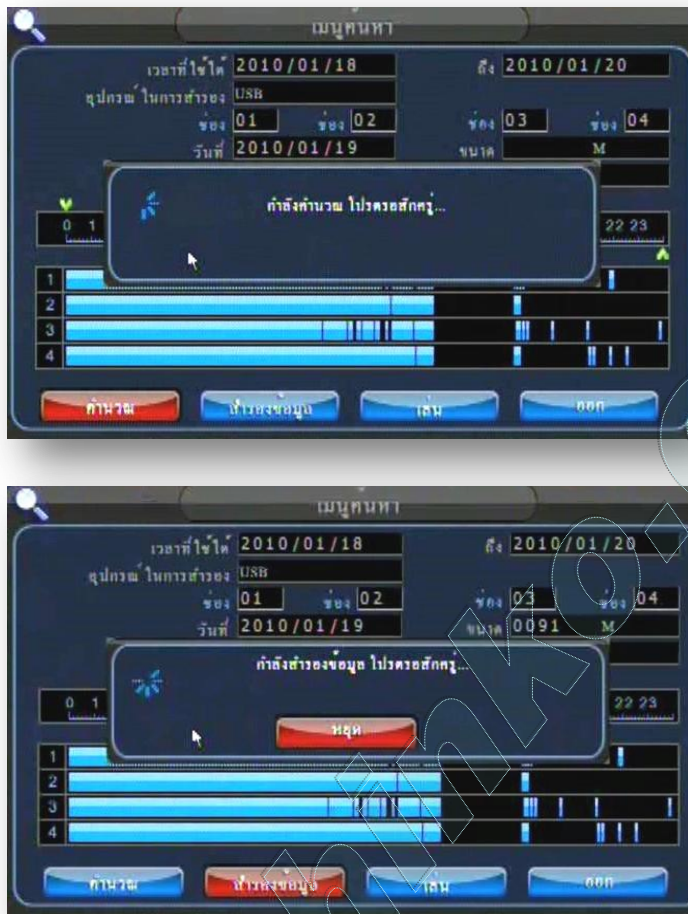 เมนูค้นหา
เวลาที่ใช้ได้ 2010/01/18 ถึง 2010/01/20
อุปกรณ์ ในการสำรอง USB
ช่อง 01 ช่อง 02 ช่อง 03 ช่อง 04
วันที่ 2010/01/19 ขนาด M
กำลังคำนวณ โปรดรอสักครู่...
0 1 22 23
1
2
3
4
คำนวณ สำรองข้อมูล เล่น ออก
เมนูค้นหา
เวลาที่ใช้ได้ 2010/01/18 ถึง 2010/01/20
อุปกรณ์ ในการสำรอง USB
ช่อง 01 ช่อง 02 ช่อง 03 ช่อง 04
วันที่ 2010/01/19 ขนาด 0091 M
กำลังสำรองข้อมูล โปรดรอสักครู่...
หยุด
0 1 22 23
1
2
3
4
คำนวณ สำรองข้อมูล เล่น ออก